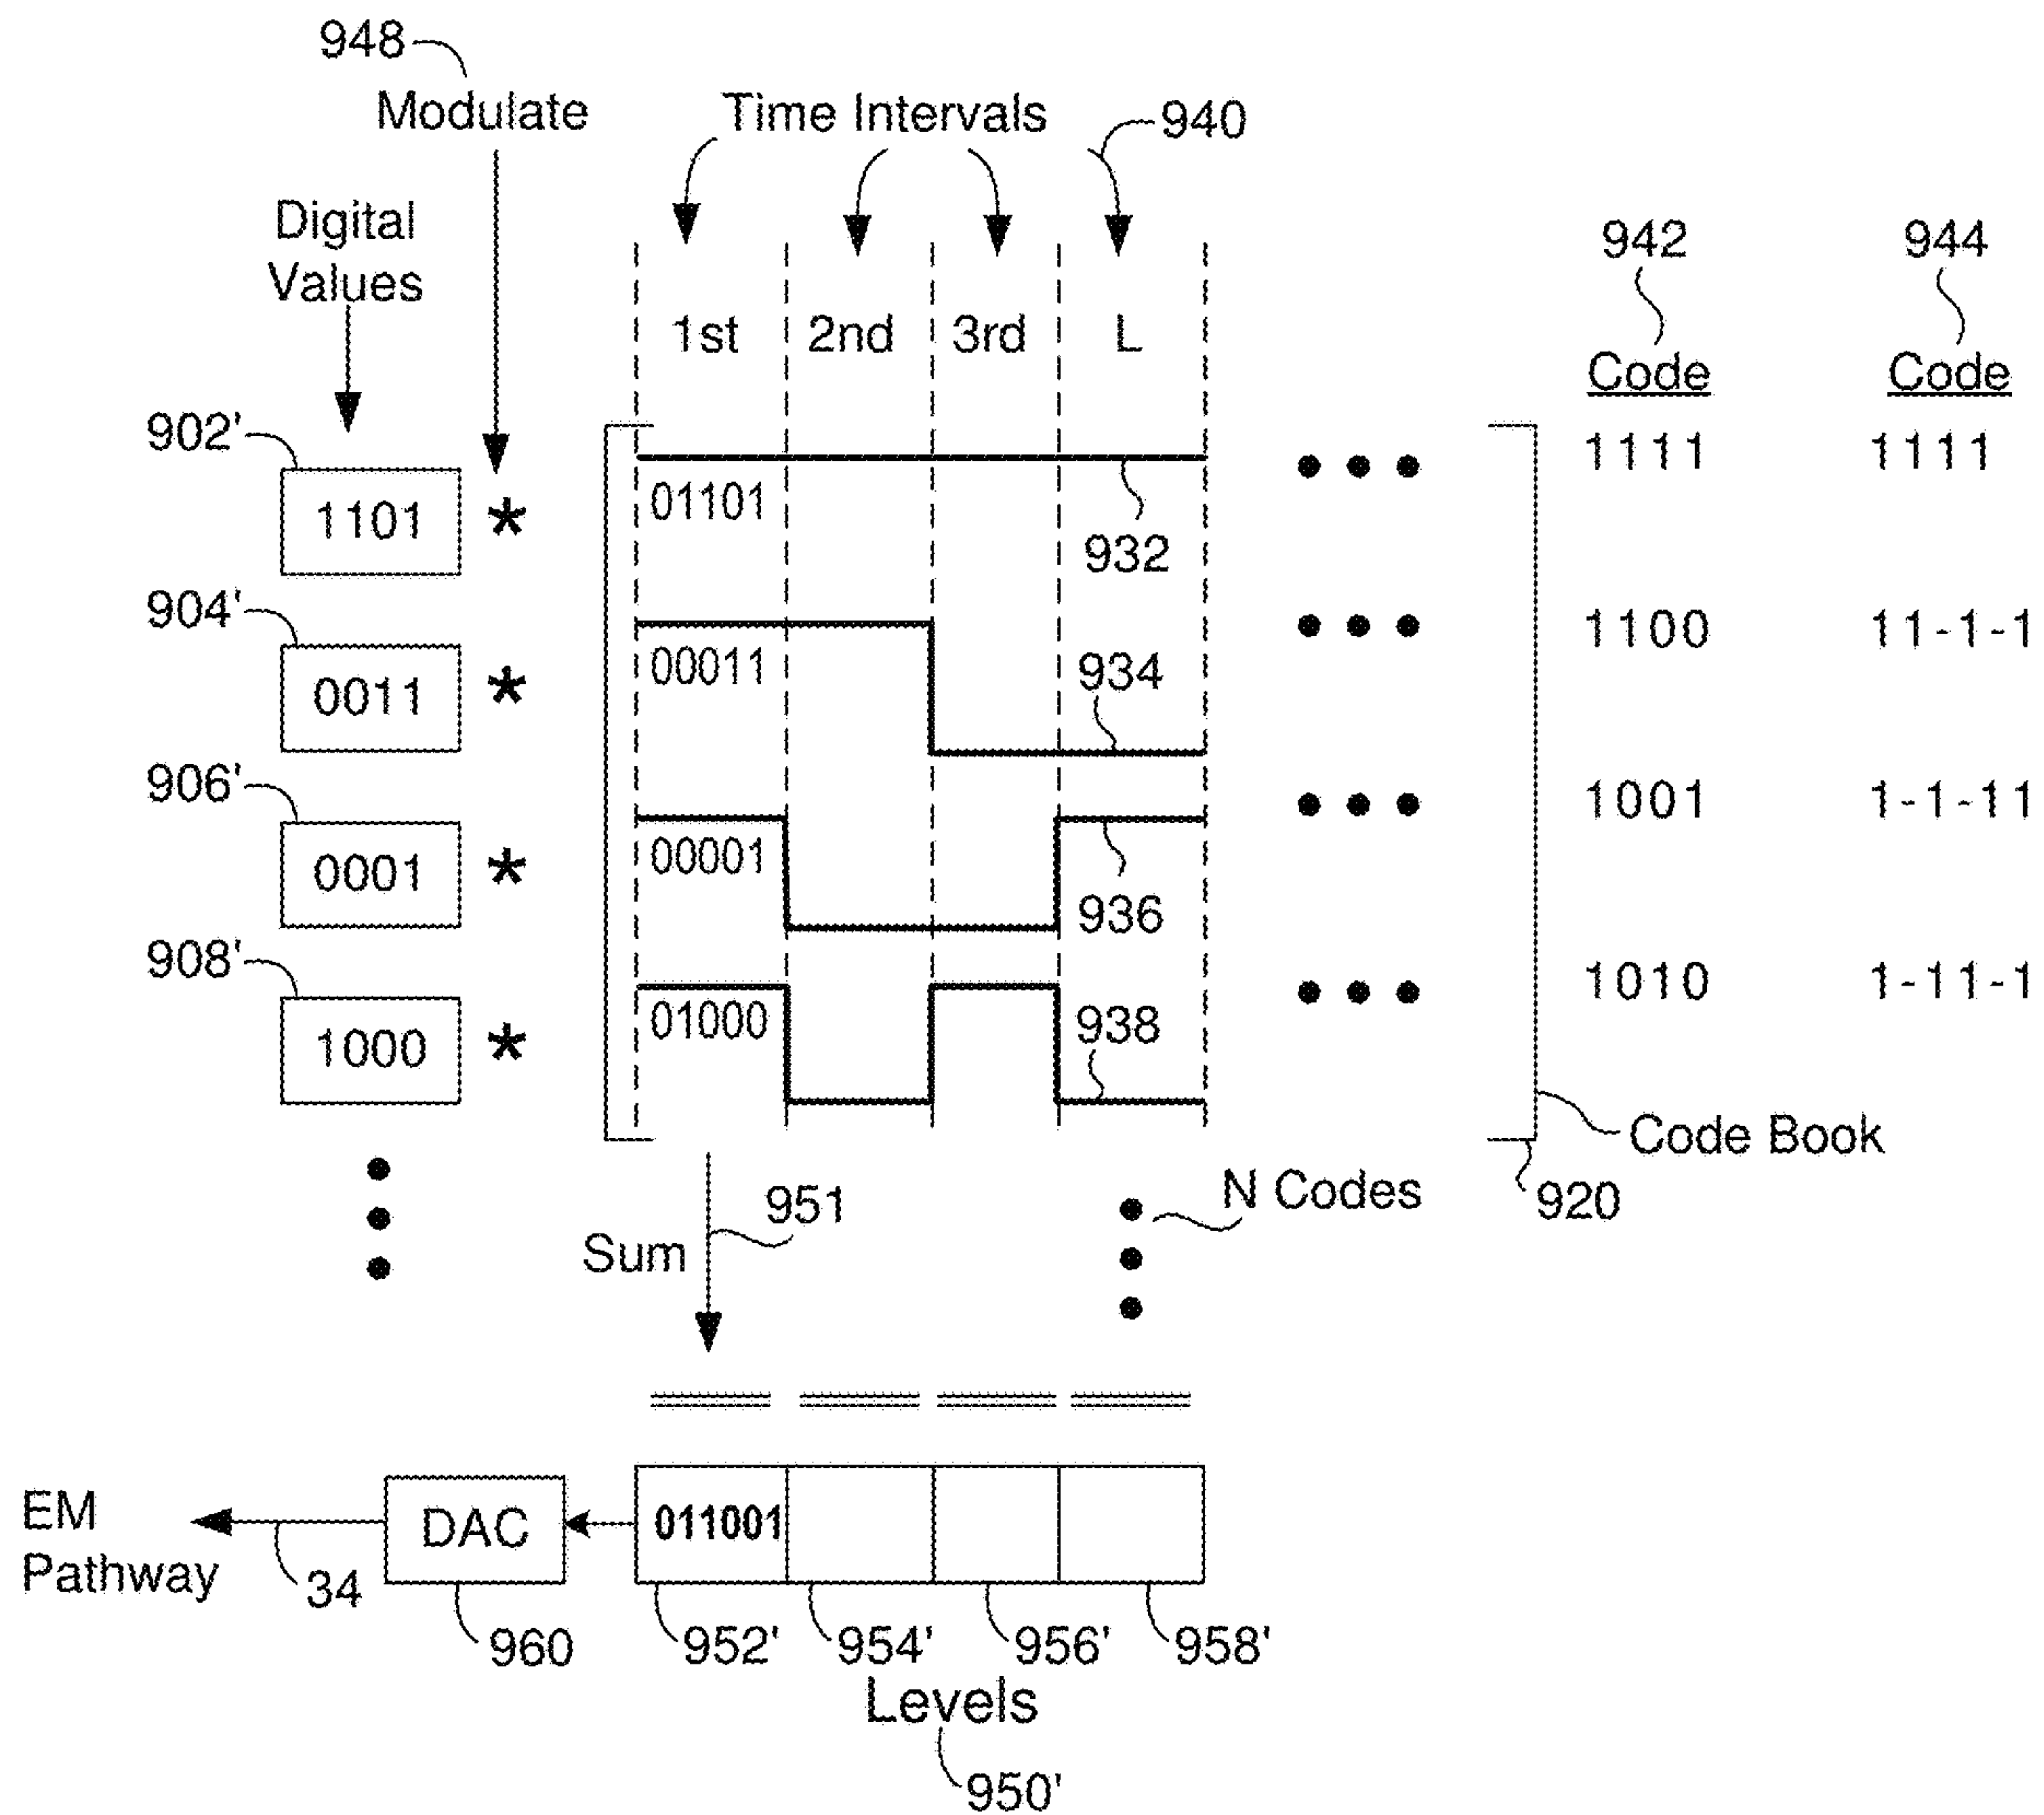 948
Modulate
Time Intervals
940
Digital
Values
942
944
1st
2nd
3rd
L
Code
Code
902'
1101
*
01101
932
1111
1111
904'
0011
*
00011
934
1100
11-1-1
906'
0001
*
00001
936
1001
1-1-11
908'
1000
*
01000
938
1010
1-11-1
Code Book
920
951
Sum
N Codes
EM
Pathway
34
DAC
960
011001
952'
954'
956'
958'
Levels
950'